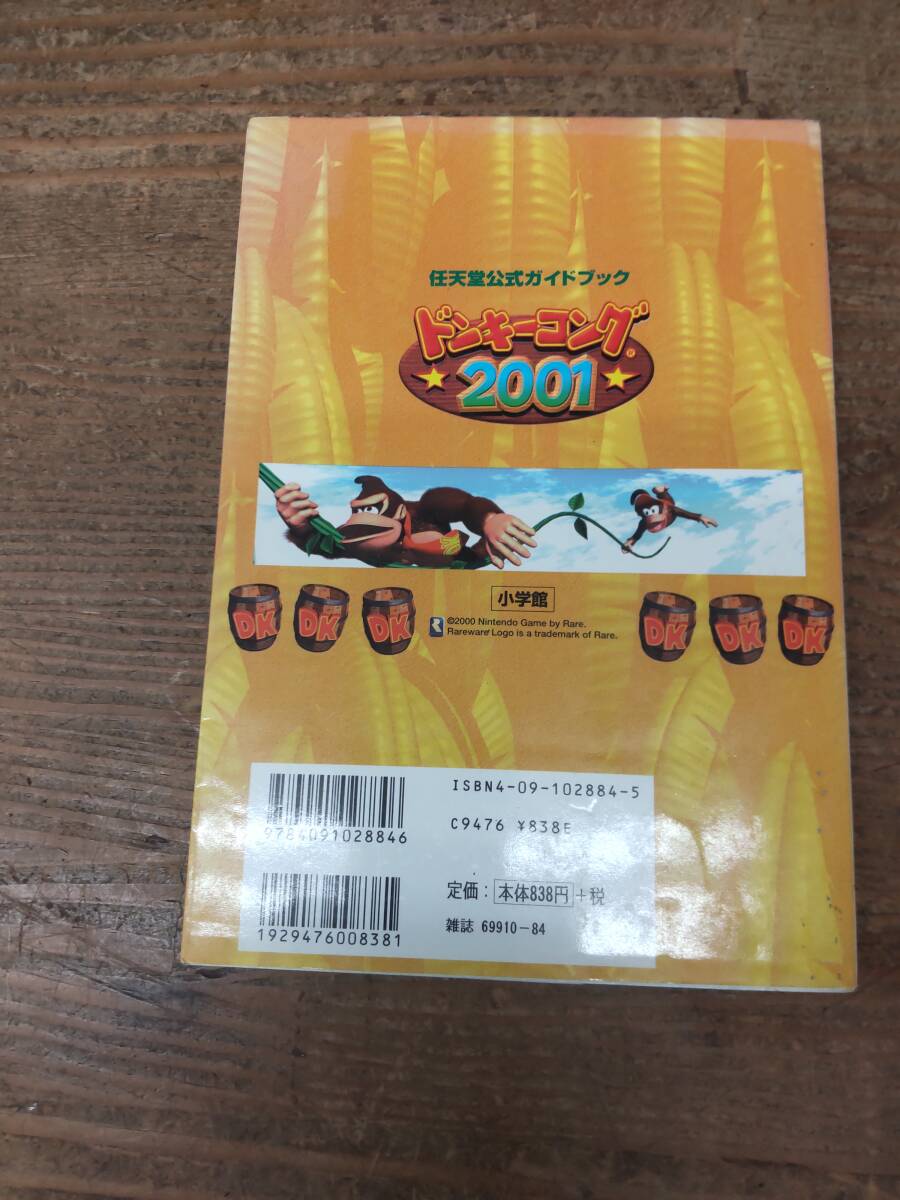 任天堂公式ガイドブック
ドンキーコング®
2001
小学館
©2000 Nintendo Game by Rare.
Rareware Logo is a trademark of Rare.
DK DK DK DK DK DK
ISBN4-09-102884-5
9784091028846
C9476 ¥838E
定価：本体838円+税
1929476008381
雑誌 69910-84